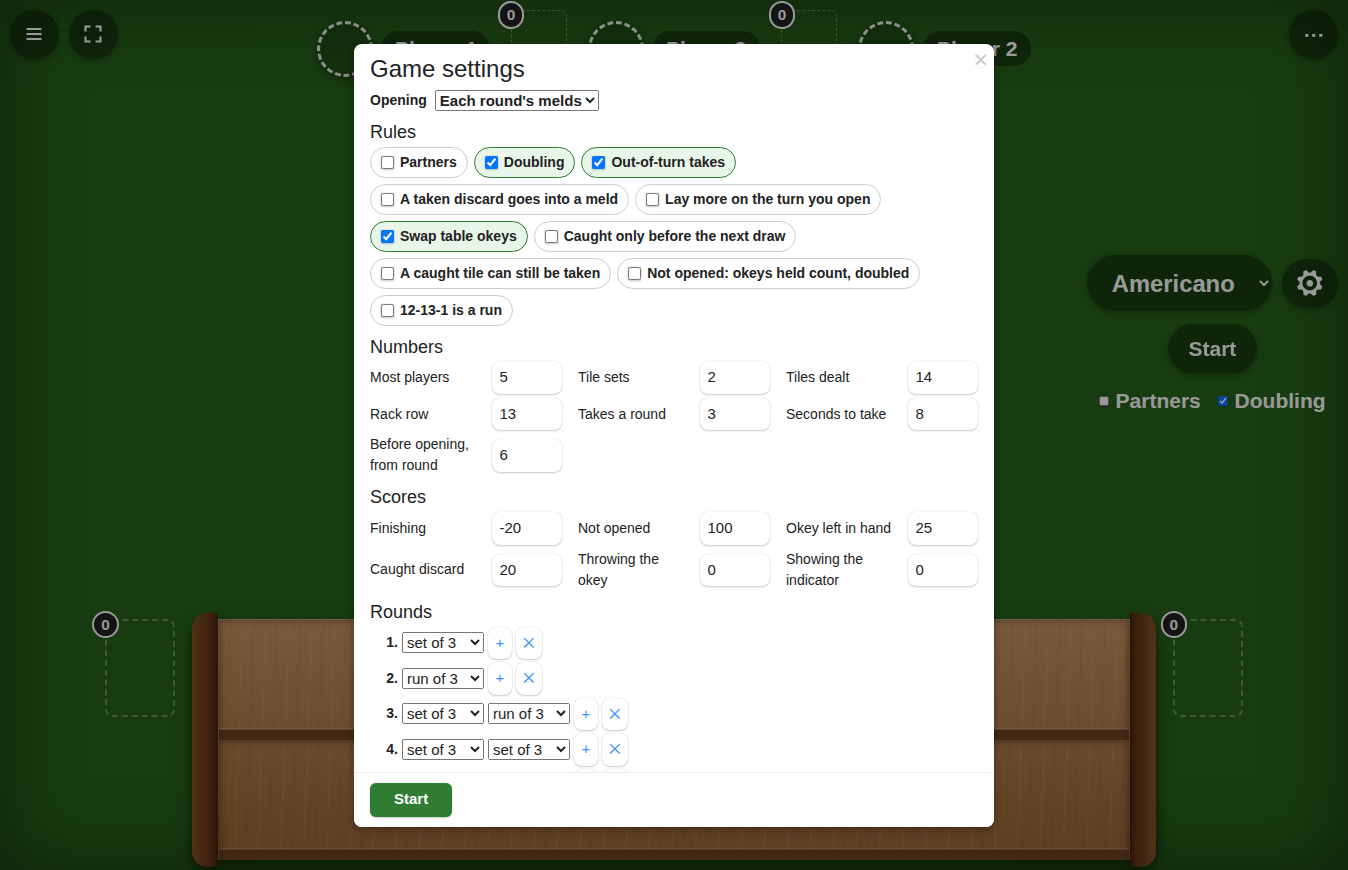 0
0
2
Game settings
×
Opening Each round's melds
Rules
Partners Doubling Out-of-turn takes
A taken discard goes into a meld Lay more on the turn you open
Swap table okeys Caught only before the next draw
A caught tile can still be taken Not opened: okeys held count, doubled
12-13-1 is a run
Americano
Start
Partners Doubling
Numbers
Most players 5 Tile sets 2 Tiles dealt 14
Rack row 13 Takes a round 3 Seconds to take 8
Before opening, from round 6
Scores
Finishing -20 Not opened 100 Okey left in hand 25
Caught discard 20 Throwing the okey 0 Showing the indicator 0
Rounds
1. set of 3 +
2. run of 3 +
3. set of 3 run of 3 +
4. set of 3 set of 3 +
Start
0
0